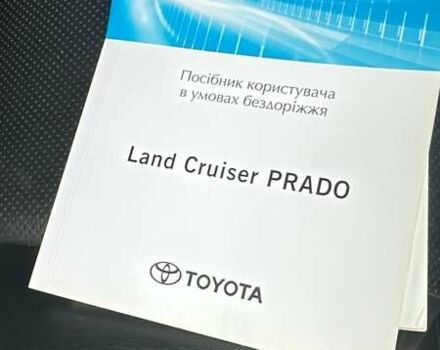 Посібник користувача
в умовах бездоріжжя
Land Cruiser PRADO
TOYOTA